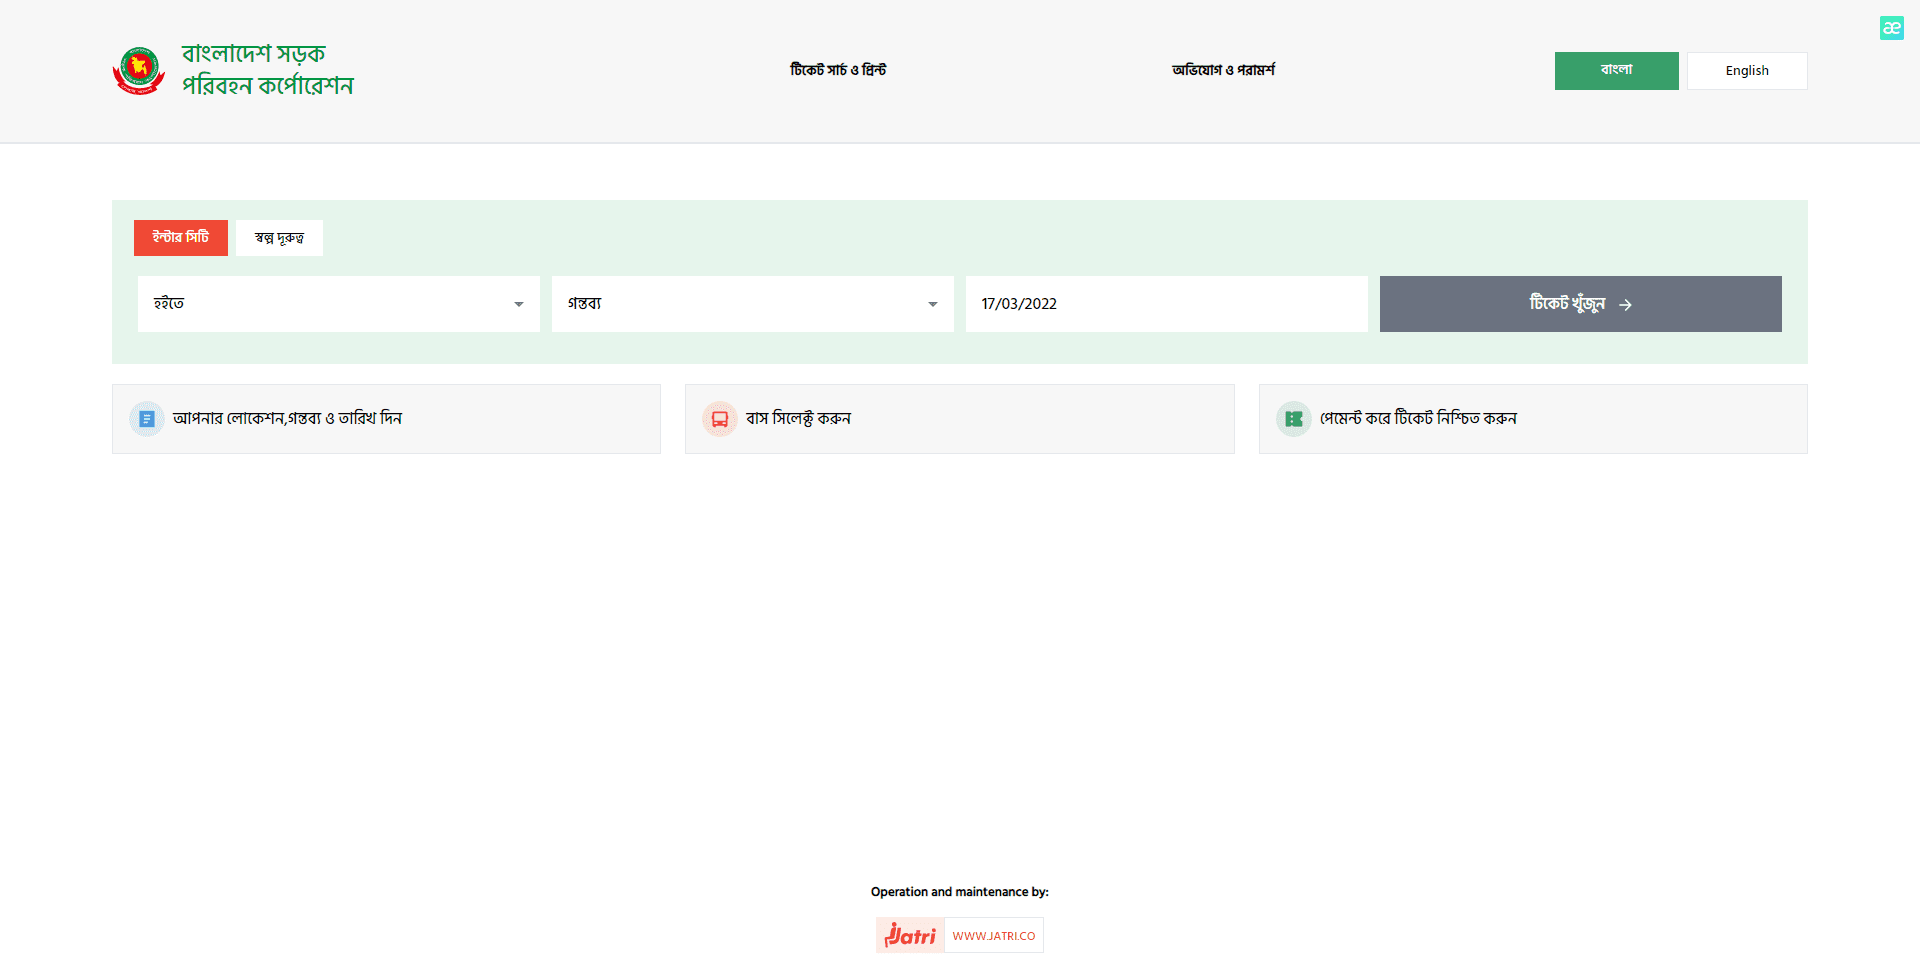 বাংলাদেশ সড়ক
পরিবহন কর্পোরেশন
টিকেট সার্চ ও প্রিন্ট
অভিযোগ ও পরামর্শ
বাংলা
English
æ
ইন্টার সিটি
স্বল্প দূরুত্ব
হইতে
গন্তব্য
17/03/2022
টিকেট খুঁজুন
আপনার লোকেশন,গন্তব্য ও তারিখ দিন
বাস সিলেক্ট করুন
পেমেন্ট করে টিকেট নিশ্চিত করুন
Operation and maintenance by:
Jatri
WWW.JATRI.CO